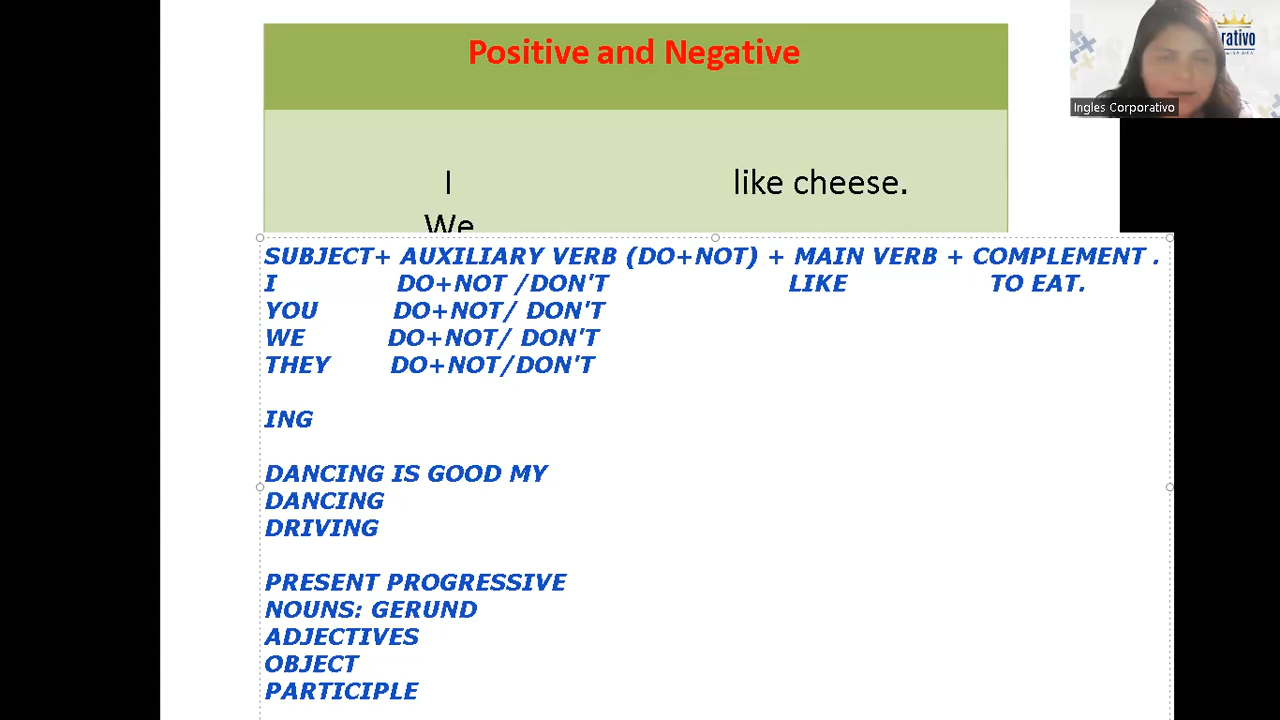 Positive and Negative
rativo
Ingles Corporativo
I like cheese.
We
SUBJECT+ AUXILIARY VERB (DO+NOT) + MAIN VERB + COMPLEMENT .
I DO+NOT /DON'T LIKE TO EAT.
YOU DO+NOT/ DON'T
WE DO+NOT/ DON'T
THEY DO+NOT/DON'T
ING
DANCING IS GOOD MY
DANCING
DRIVING
PRESENT PROGRESSIVE
NOUNS: GERUND
ADJECTIVES
OBJECT
PARTICIPLE